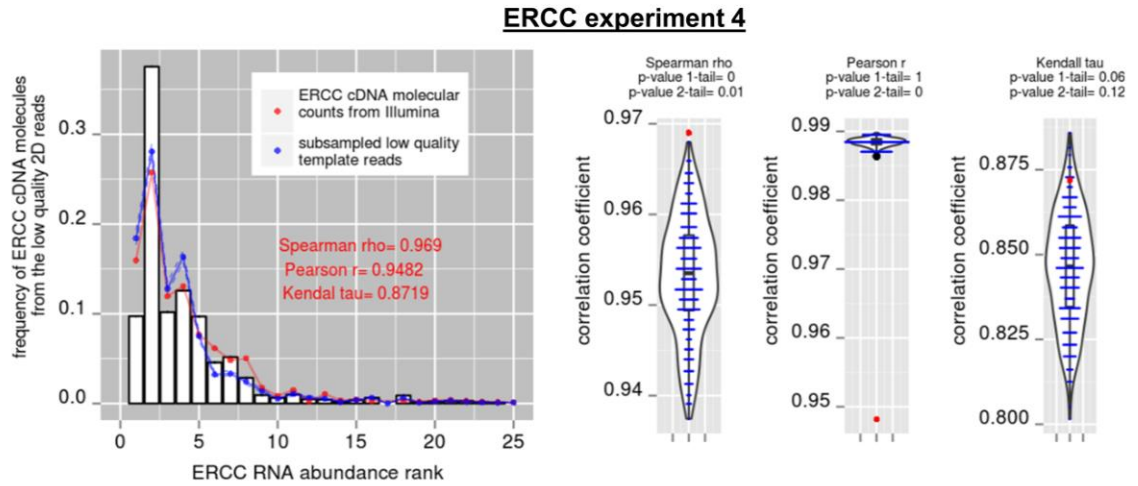 ERCC experiment 4
frequency of ERCC cDNA molecules
from the low quality 2D reads
0.3
0.2
0.1
0.0
ERCC cDNA molecular
counts from Illumina
subsampled low quality
template reads
Spearman rho= 0.969
Pearson r= 0.9482
Kendal tau= 0.8719
0
5
10
15
20
25
ERCC RNA abundance rank
Spearman rho
p-value 1-tail= 0
p-value 2-tail= 0.01
correlation coefficient
0.97
0.96
0.95
0.94
Pearson r
p-value 1-tail= 1
p-value 2-tail= 0
correlation coefficient
0.99
0.98
0.97
0.96
0.95
Kendall tau
p-value 1-tail= 0.06
p-value 2-tail= 0.12
correlation coefficient
0.875
0.850
0.825
0.800